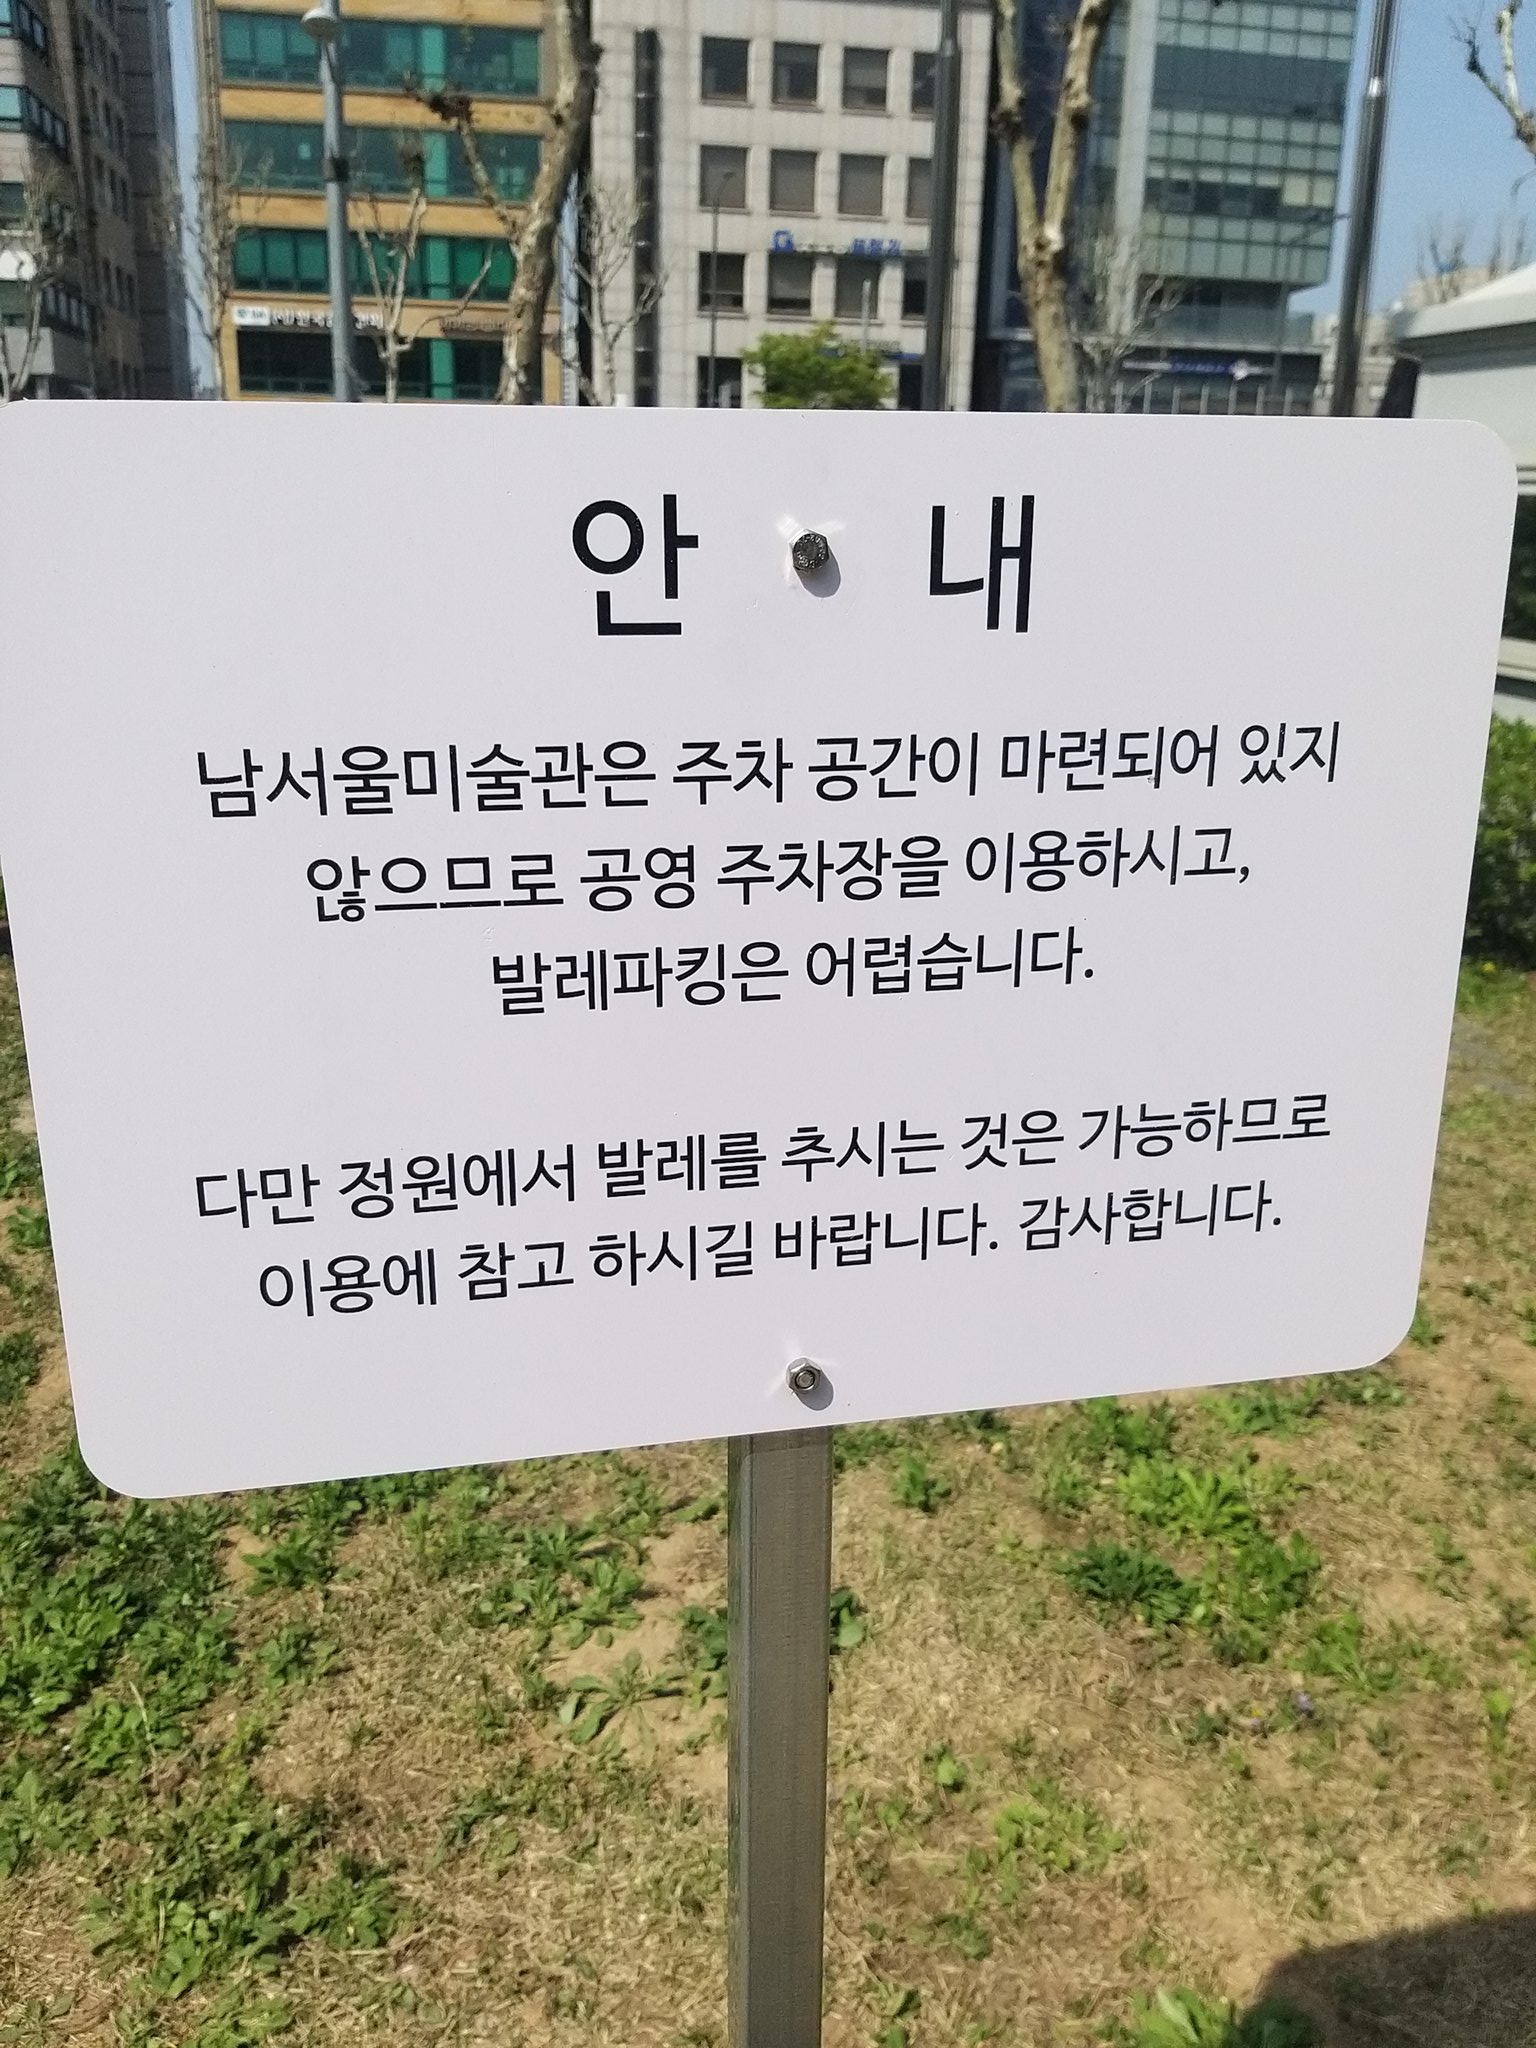 안 내
남서울미술관은 주차 공간이 마련되어 있지
않으므로 공영 주차장을 이용하시고,
발레파킹은 어렵습니다.
다만 정원에서 발레를 추시는 것은 가능하므로
이용에 참고 하시길 바랍니다. 감사합니다.